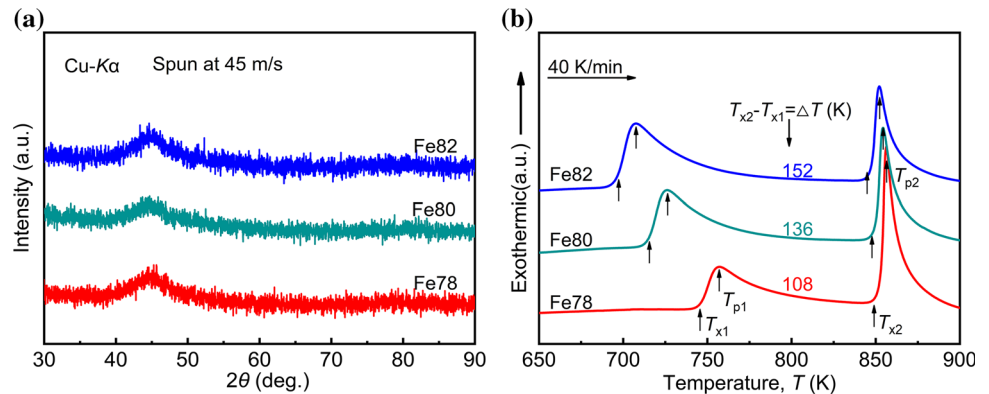 (a)
Cu-Kα Spun at 45 m/s
Fe82
Fe80
Fe78
Intensity (a.u.)
30 40 50 60 70 80 90
2θ (deg.)
(b)
40 K/min
Tx2-Tx1=△T (K)
Fe82
152
Tp2
Fe80
136
Fe78
108
Tp1
Tx1
Tx2
Exothermic(a.u.)
650 700 750 800 850 900
Temperature, T (K)